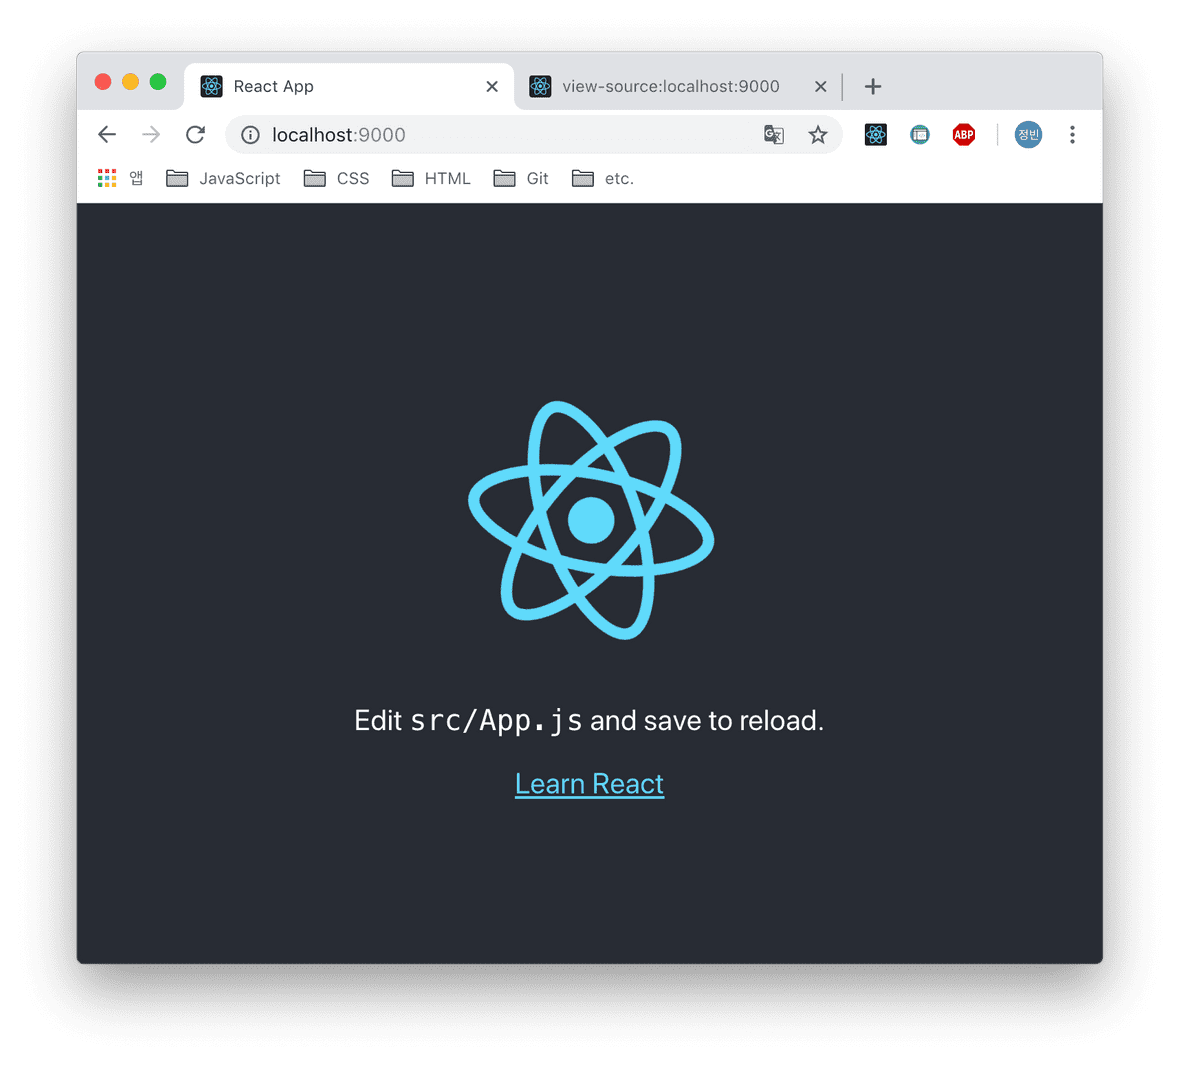 React App
view-source:localhost:9000
localhost:9000
ABP
정빈
앱 JavaScript CSS HTML Git etc.
Edit src/App.js and save to reload.
Learn React